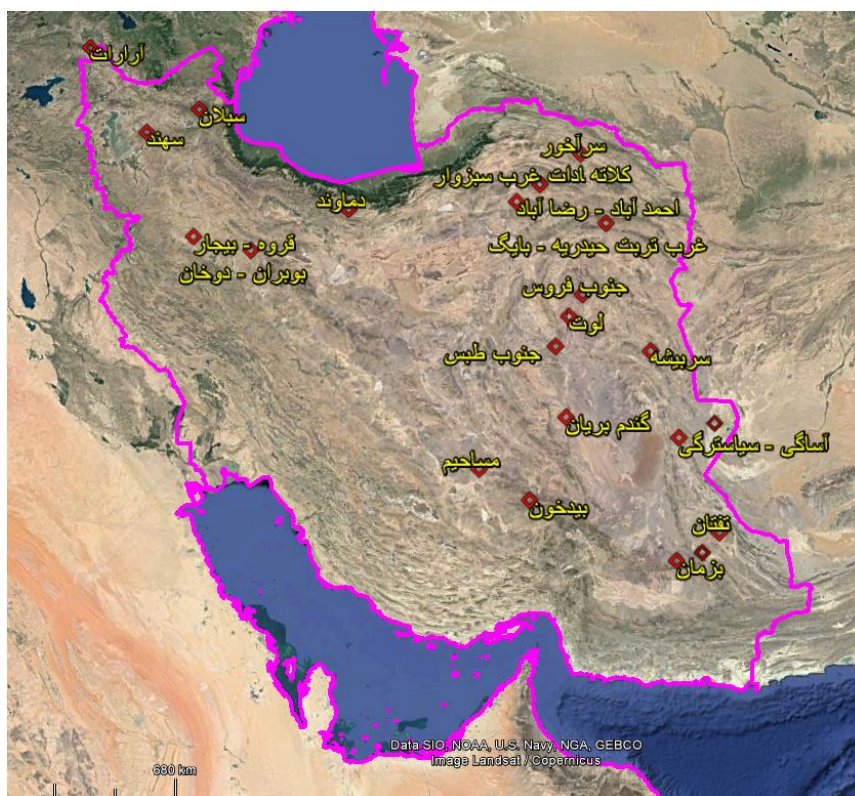 آرارات
سبلان
سهند
سرآخور
کلاته ادات غرب سبزوار
دماوند
احمد آباد - رضا آباد
قروه - بیجار
غرب تربت حیدریه - بایگ
بوبران - دوخان
جنوب فروس
لوت
جنوب طبس
سربیشه
گندم بریان
آساگی - سیاسترگی
مساحیم
بیدخون
تفتان
بزمان
Data SIO, NOAA, U.S. Navy, NGA, GEBCO
Image Landsat / Copernicus
680 km